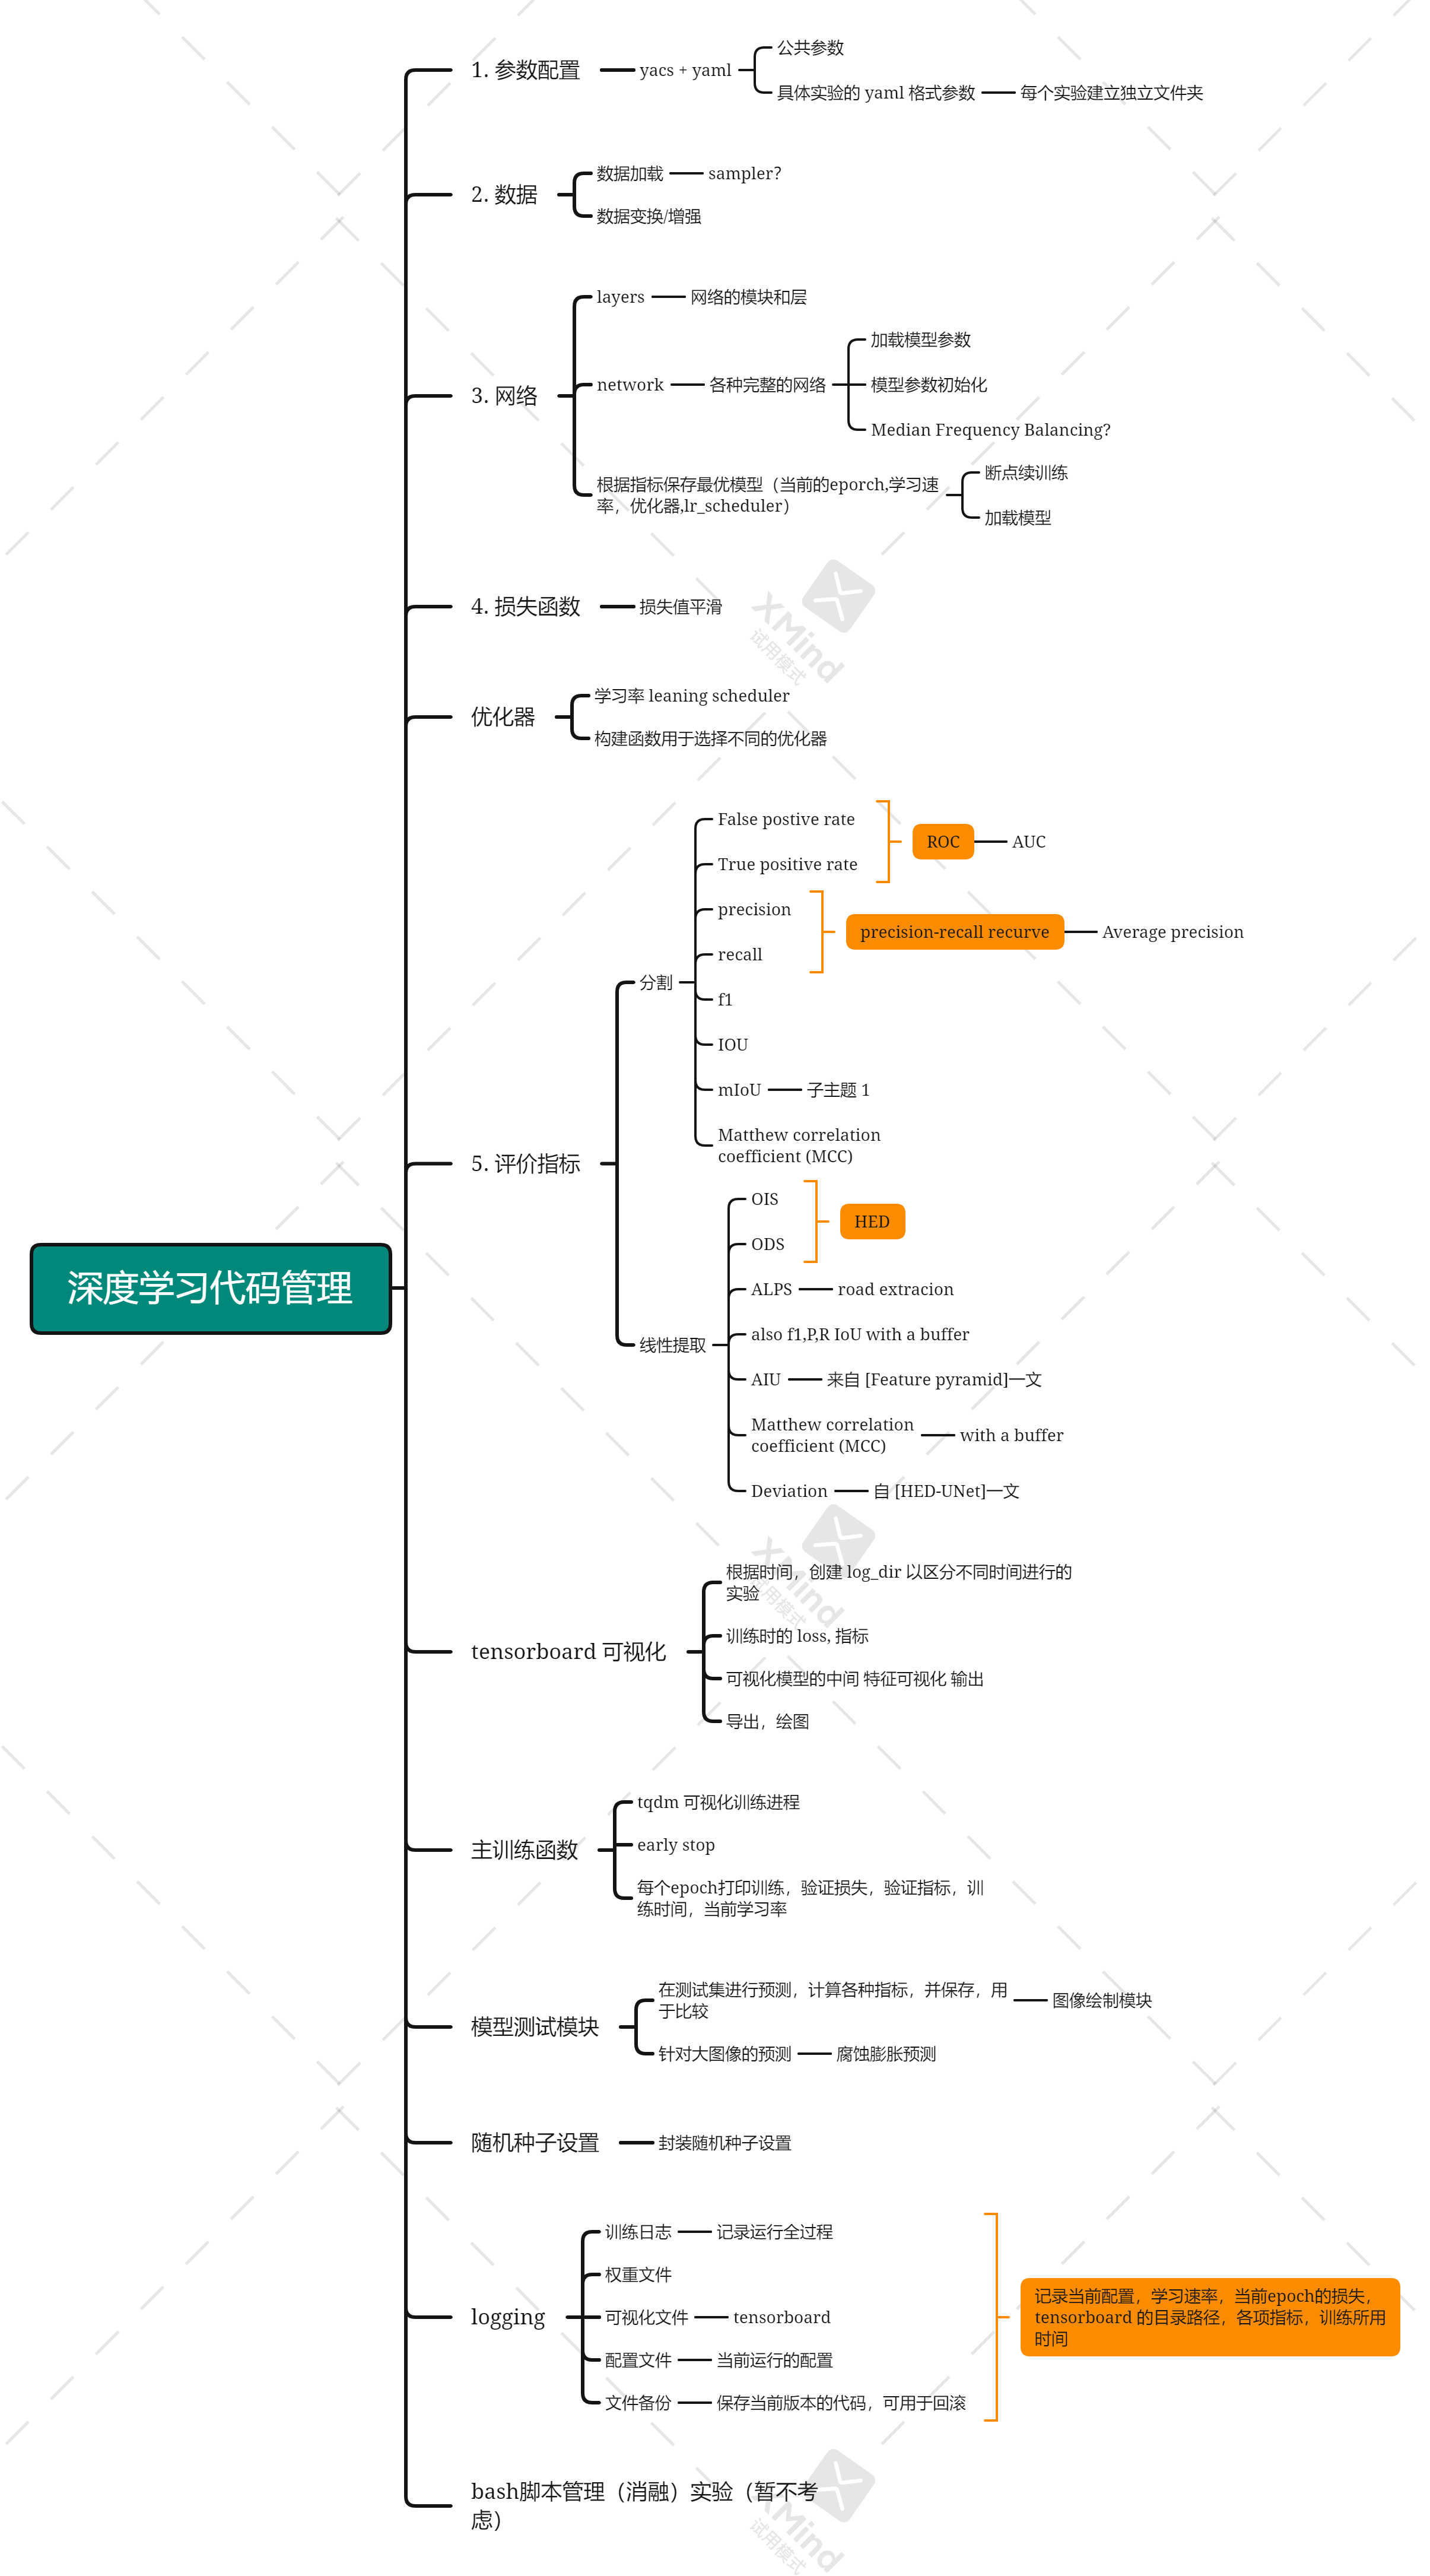 深度学习代码管理
1. 参数配置
yacs + yaml
公共参数
具体实验的 yaml 格式参数
每个实验建立独立文件夹
2. 数据
数据加载
sampler?
数据变换/增强
3. 网络
layers
网络的模块和层
network
各种完整的网络
加载模型参数
模型参数初始化
Median Frequency Balancing?
根据指标保存最优模型（当前的eporch,学习速
率，优化器,lr_scheduler）
断点续训练
加载模型
4. 损失函数
损失值平滑
优化器
学习率 leaning scheduler
构建函数用于选择不同的优化器
5. 评价指标
分割
False postive rate
True positive rate
ROC
AUC
precision
recall
precision-recall recurve
Average precision
f1
IOU
mIoU
子主题 1
Matthew correlation
coefficient (MCC)
线性提取
OIS
ODS
HED
ALPS
road extracion
also f1,P,R IoU with a buffer
AIU
来自 [Feature pyramid]一文
Matthew correlation
coefficient (MCC)
with a buffer
Deviation
自 [HED-UNet]一文
tensorboard 可视化
根据时间，创建 log_dir 以区分不同时间进行的
实验
训练时的 loss, 指标
可视化模型的中间 特征可视化 输出
导出，绘图
主训练函数
tqdm 可视化训练进程
early stop
每个epoch打印训练，验证损失，验证指标，训
练时间，当前学习率
模型测试模块
在测试集进行预测，计算各种指标，并保存，用
于比较
图像绘制模块
针对大图像的预测
腐蚀膨胀预测
随机种子设置
封装随机种子设置
logging
训练日志
记录运行全过程
权重文件
可视化文件
tensorboard
配置文件
当前运行的配置
文件备份
保存当前版本的代码，可用于回滚
记录当前配置，学习速率，当前epoch的损失，
tensorboard 的目录路径，各项指标，训练所用
时间
bash脚本管理（消融）实验（暂不考
虑）
XMind
试用模式
XMind
试用模式
XMind
试用模式